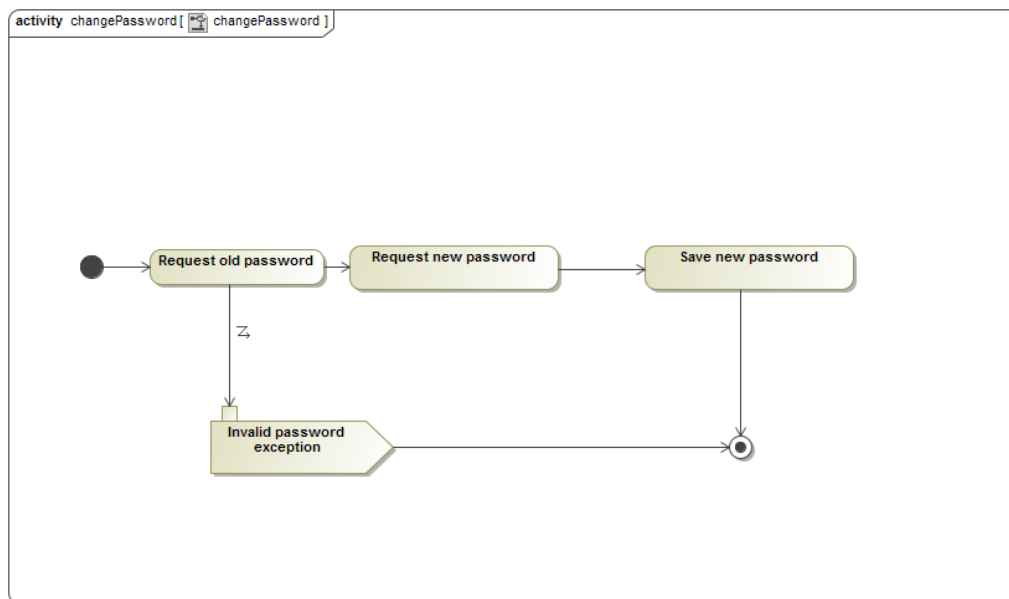 activity changePassword [ changePassword ]
Request old password
Request new password
Save new password
Invalid password
exception